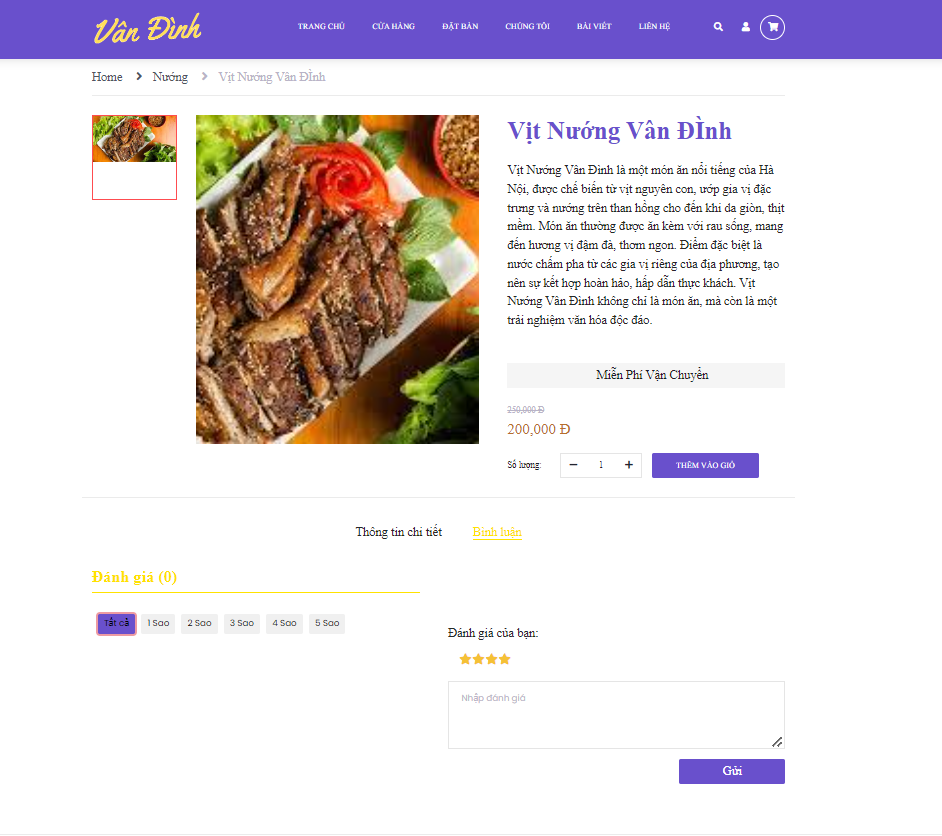 Vân Đình
TRANG CHỦ CỬA HÀNG ĐẶT BÀN CHÚNG TÔI BÀI VIẾT LIÊN HỆ
Home Nướng Vịt Nướng Vân ĐÌnh
Vịt Nướng Vân ĐÌnh
Vịt Nướng Vân Đình là một món ăn nổi tiếng của Hà
Nội, được chế biến từ vịt nguyên con, ướp gia vị đặc
trưng và nướng trên than hồng cho đến khi da giòn, thịt
mềm. Món ăn thường được ăn kèm với rau sống, mang
đến hương vị đậm đà, thơm ngon. Điểm đặc biệt là
nước chấm pha từ các gia vị riêng của địa phương, tạo
nên sự kết hợp hoàn hảo, hấp dẫn thực khách. Vịt
Nướng Vân Đình không chỉ là món ăn, mà còn là một
trải nghiệm văn hóa độc đáo.
Miễn Phí Vận Chuyển
250,000 Đ
200,000 Đ
Số lượng: − 1 + THÊM VÀO GIỎ
Thông tin chi tiết Bình luận
Đánh giá (0)
Tất cả 1 Sao 2 Sao 3 Sao 4 Sao 5 Sao
Đánh giá của bạn:
Nhập đánh giá
Gửi